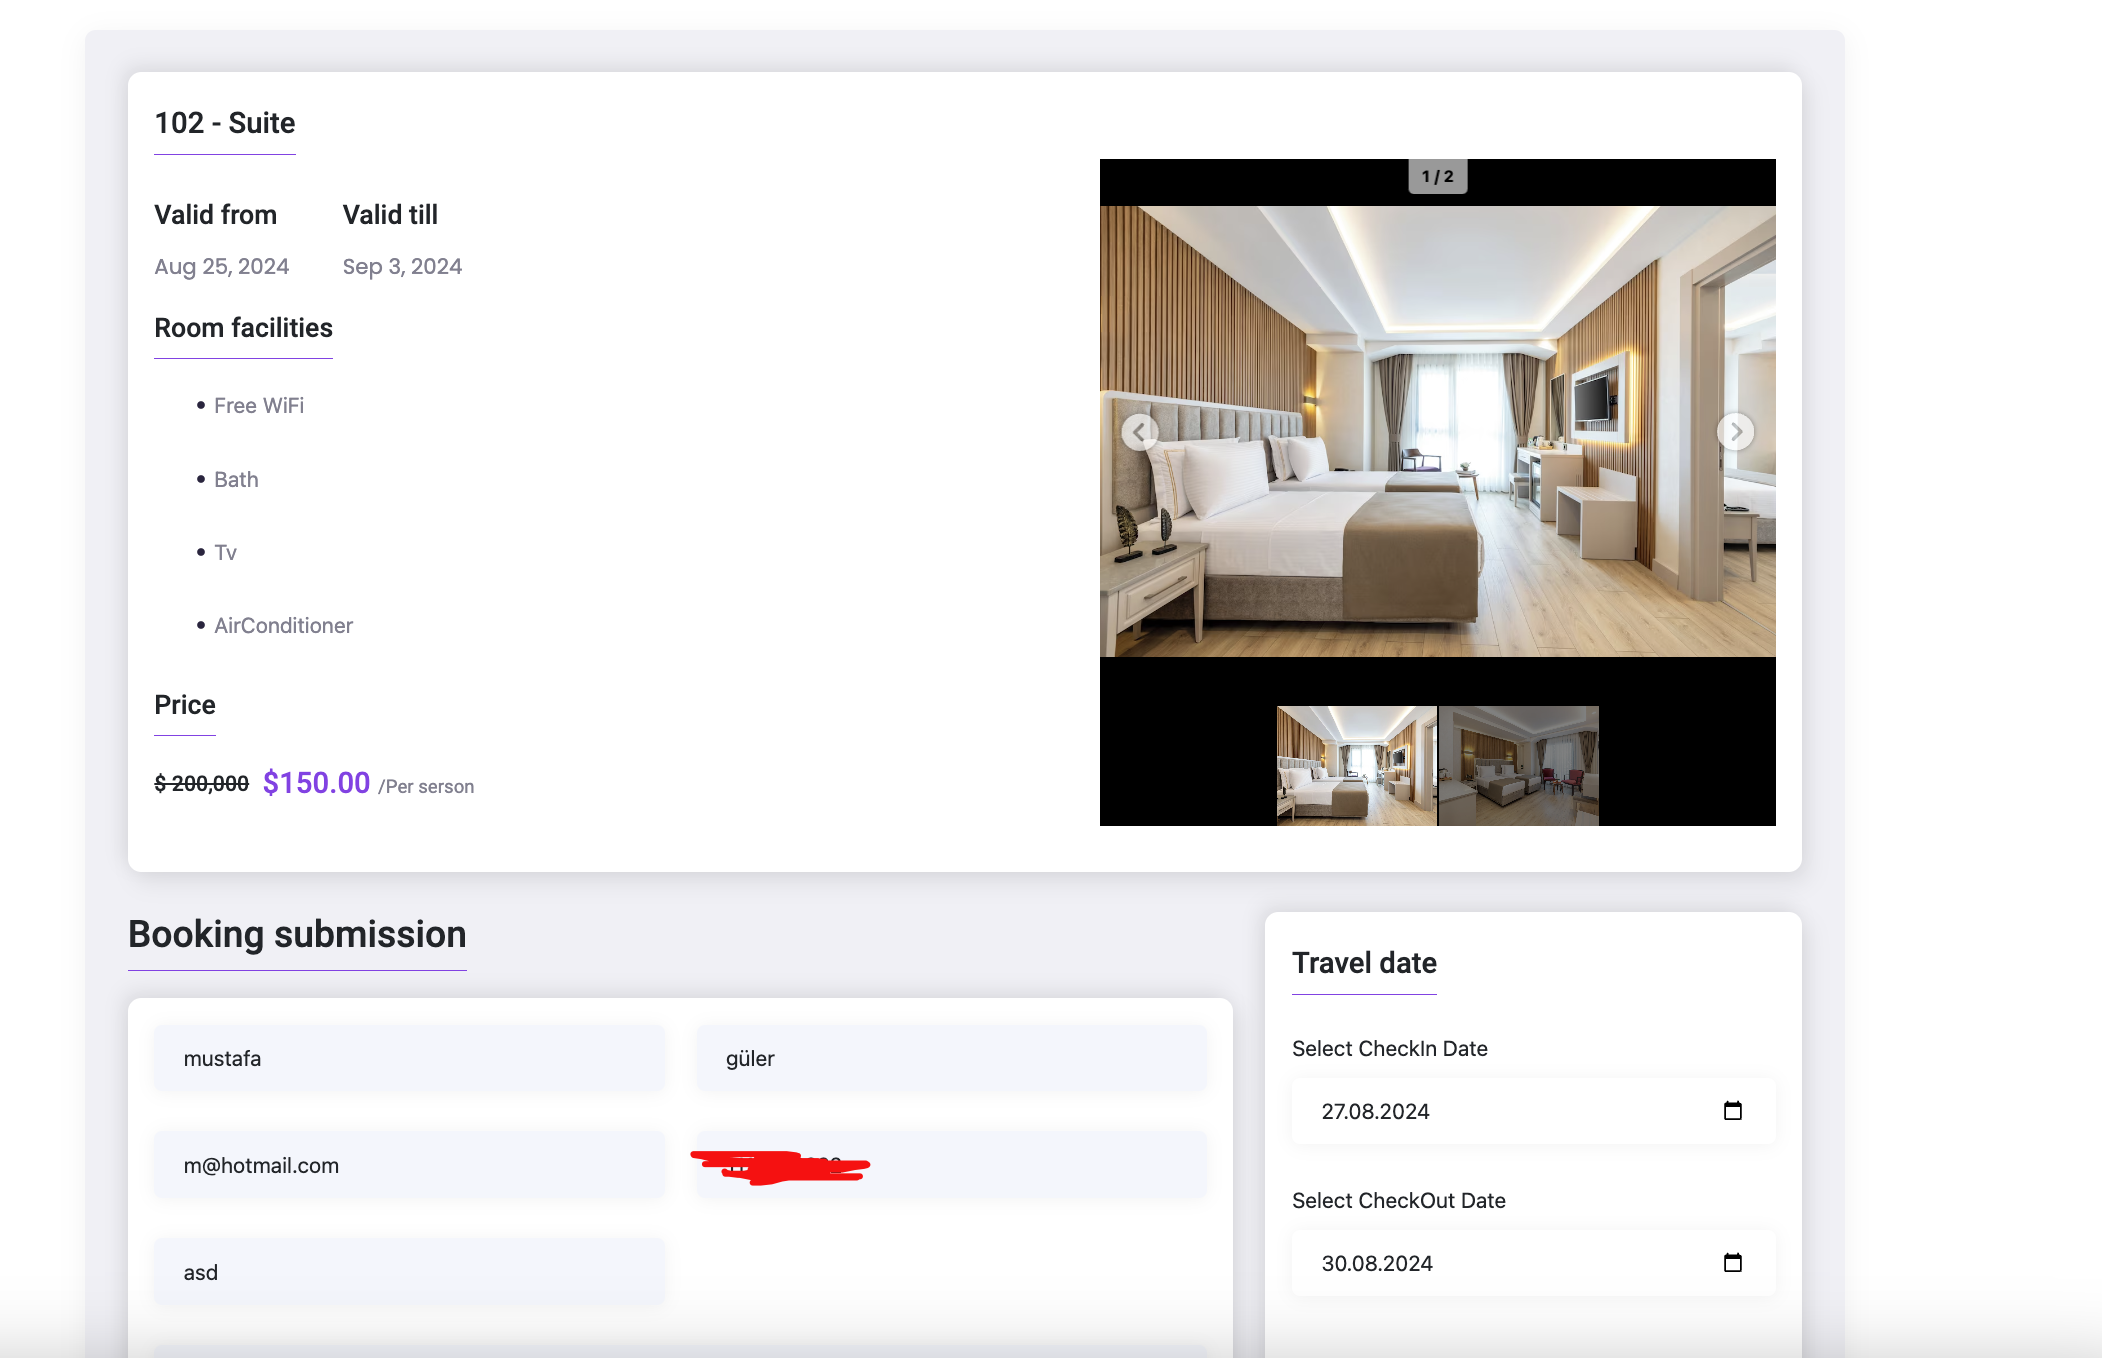 102 - Suite
Valid from
Valid till
Aug 25, 2024
Sep 3, 2024
Room facilities
Free WiFi
Bath
Tv
AirConditioner
Price
$ 200,000 $150.00 /Per serson
1 / 2
Booking submission
mustafa
güler
m@hotmail.com
asd
Travel date
Select CheckIn Date
27.08.2024
Select CheckOut Date
30.08.2024